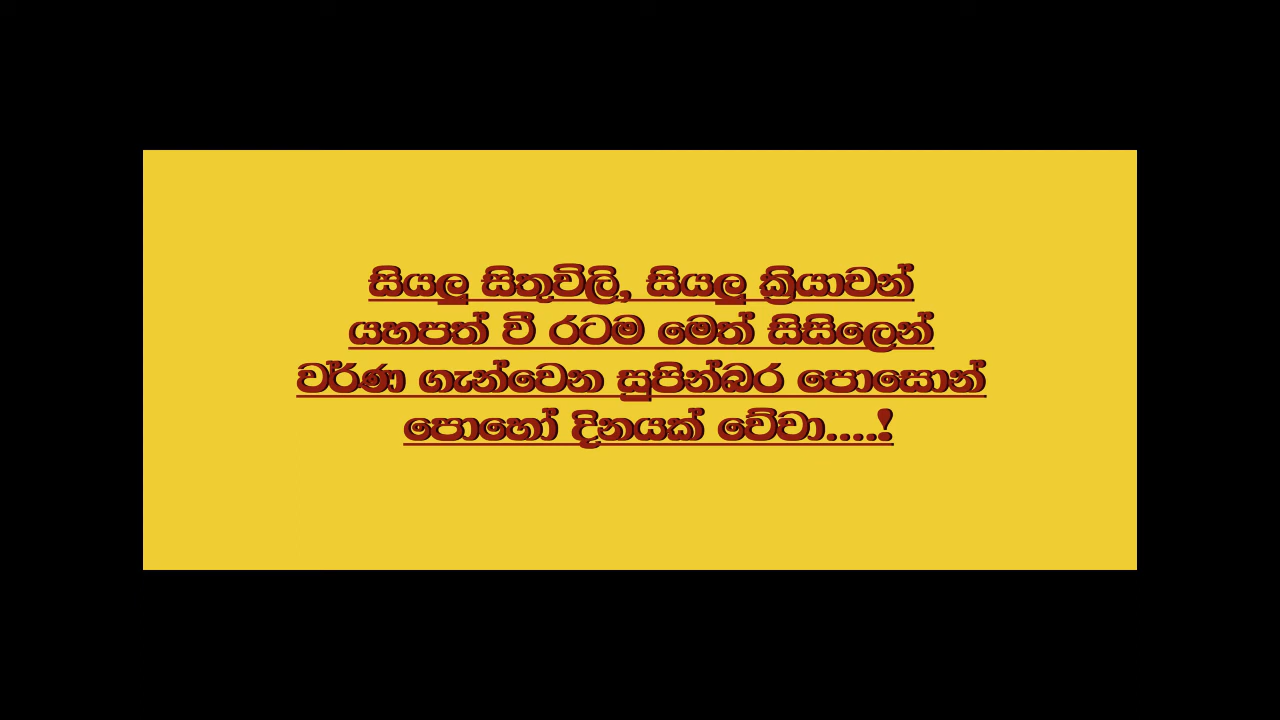 සියලු සිතුවිලි, සියලු ක්‍රියාවන්
යහපත් වී රටම මෙත් සිසිලෙන්
වර්ණ ගැන්වෙන සුපින්බර පොසොන්
පොහෝ දිනයක් වේවා....!